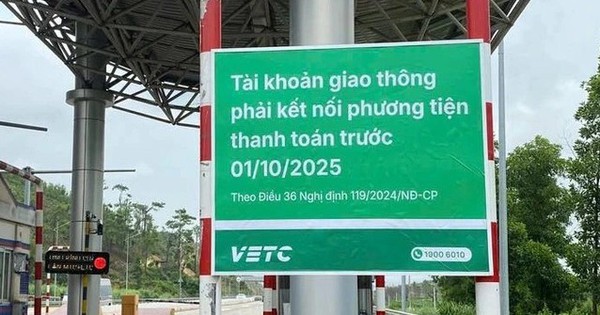 Tài khoản giao thông
phải kết nối phương tiện
thanh toán trước
01/10/2025
Theo Điều 36 Nghị định 119/2024/NĐ-CP
VETC
1900 6010